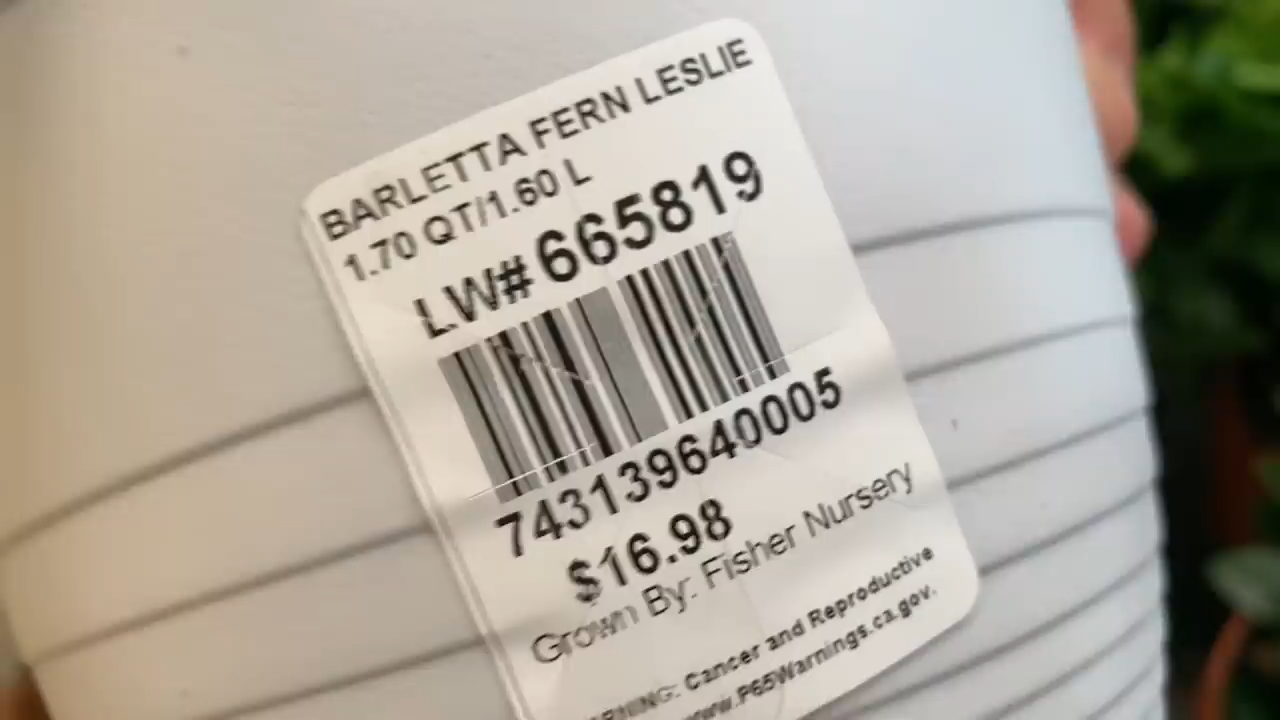 BARLETTA FERN LESLIE
1.70 QT/1.60 L
LW# 665819
743139640005
$16.98
Grown By: Fisher Nursery
Cancer and Reproductive
www.P65Warnings.ca.gov.